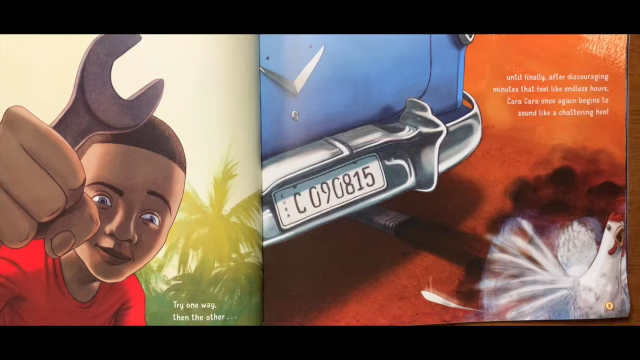 Try one way,
then the other . . .
C 090815
until finally, after discouraging
minutes that feel like endless hours,
Cara Cara once again begins to
sound like a chattering hen!